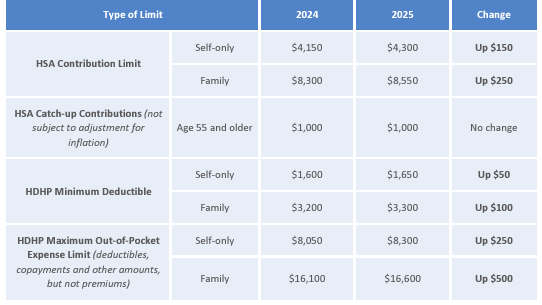 Type of Limit 2024 2025 Change
HSA Contribution Limit
Self-only $4,150 $4,300 Up $150
Family $8,300 $8,550 Up $250
HSA Catch-up Contributions (not
subject to adjustment for
inflation)
Age 55 and older $1,000 $1,000 No change
HDHP Minimum Deductible
Self-only $1,600 $1,650 Up $50
Family $3,200 $3,300 Up $100
HDHP Maximum Out-of-Pocket
Expense Limit (deductibles,
copayments and other amounts,
but not premiums)
Self-only $8,050 $8,300 Up $250
Family $16,100 $16,600 Up $500